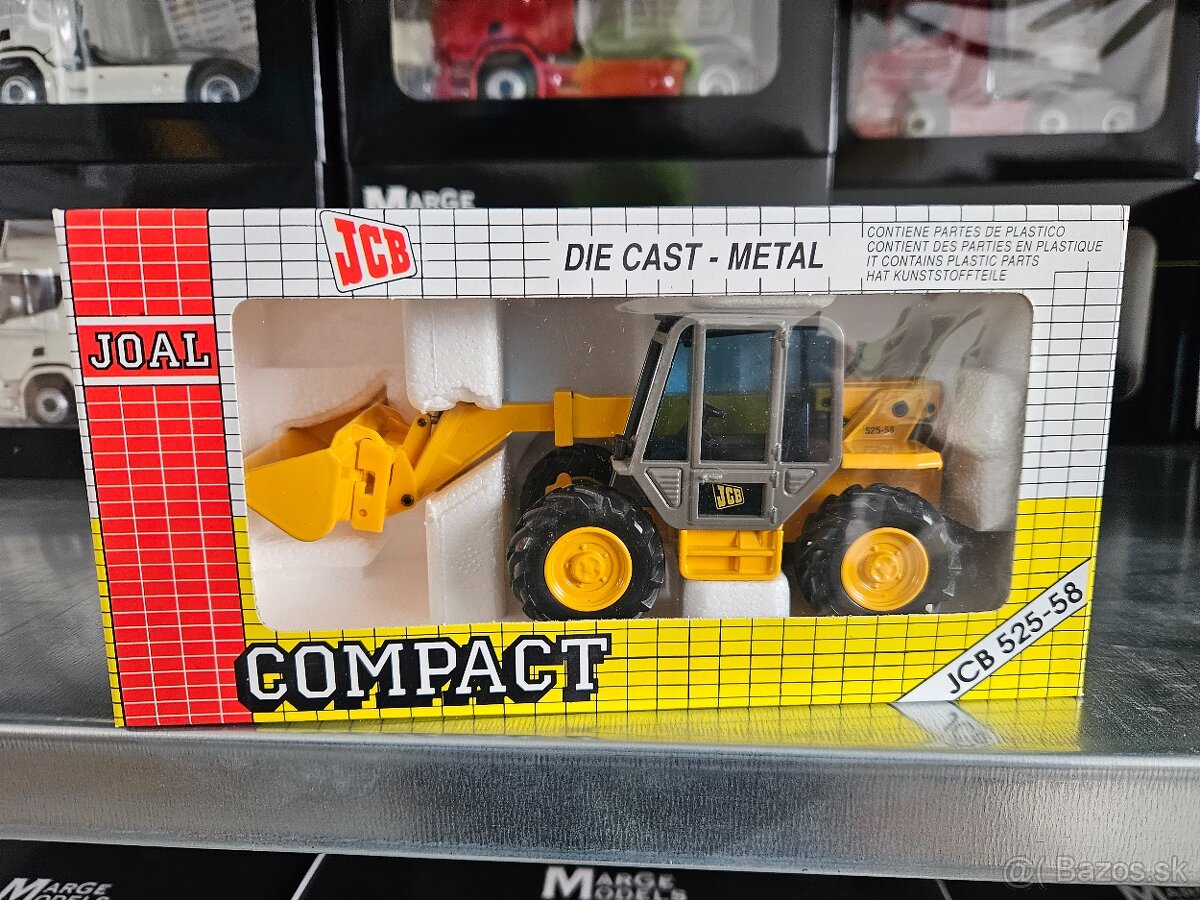 MARGE
JCB
DIE CAST - METAL
CONTIENE PARTES DE PLASTICO
CONTIENT DES PARTIES EN PLASTIQUE
IT CONTAINS PLASTIC PARTS
HAT KUNSTSTOFFTEILE
JOAL
525-58
JCB
COMPACT
JCB 525-58
MARGE
MODELS
MARGE
MODELS
Bazos.sk